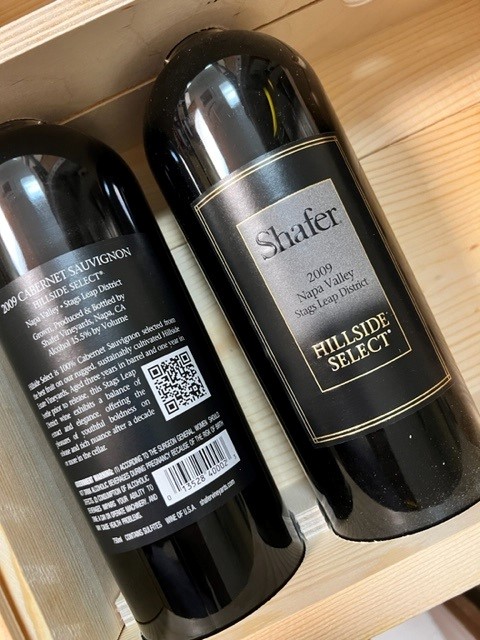 Shafer
2009
Napa Valley
Stags Leap District
HILLSIDE
SELECT®
2009 CABERNET SAUVIGNON
HILLSIDE SELECT®
Napa Valley • Stags Leap District
Grown, Produced & Bottled by
Shafer Vineyards, Napa, CA
Alcohol 15.5% by Volume
Hillside Select is 100% Cabernet Sauvignon selected from
the best fruit on our rugged, sustainably cultivated hillside
Leap Vineyards. Aged three years in barrel and one year in
bottle prior to release, this Stags Leap
District wine exhibits a balance of
and elegance, offering the
pleasures of youthful boldness on
release and rich nuance after a decade
or more in the cellar.
GOVERNMENT WARNING: (1) ACCORDING TO THE SURGEON GENERAL, WOMEN SHOULD
NOT DRINK ALCOHOLIC BEVERAGES DURING PREGNANCY BECAUSE OF THE RISK OF BIRTH
DEFECTS. (2) CONSUMPTION OF ALCOHOLIC
BEVERAGES IMPAIRS YOUR ABILITY TO
DRIVE A CAR OR OPERATE MACHINERY, AND
MAY CAUSE HEALTH PROBLEMS.
0 13528 40002
750ml CONTAINS SULFITES WINE OF U.S.A. shafervineyards.com